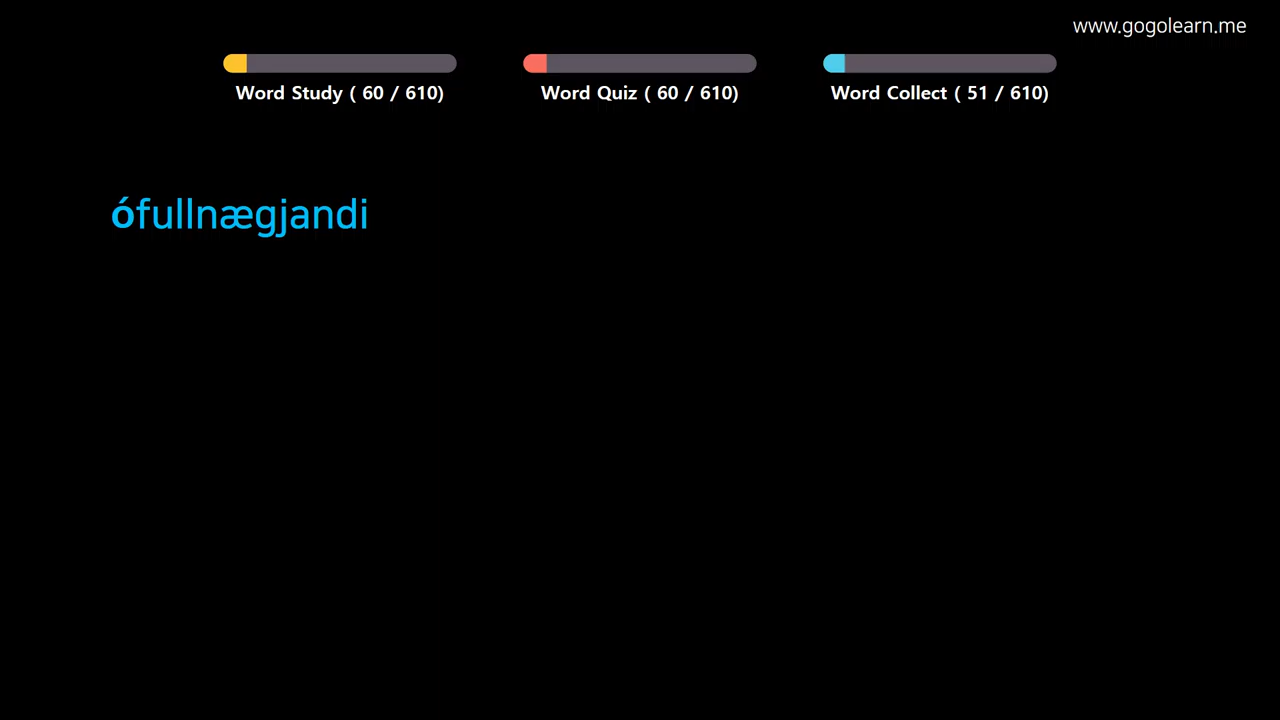 www.gogolearn.me
Word Study ( 60 / 610)
Word Quiz ( 60 / 610)
Word Collect ( 51 / 610)
ófullnægjandi